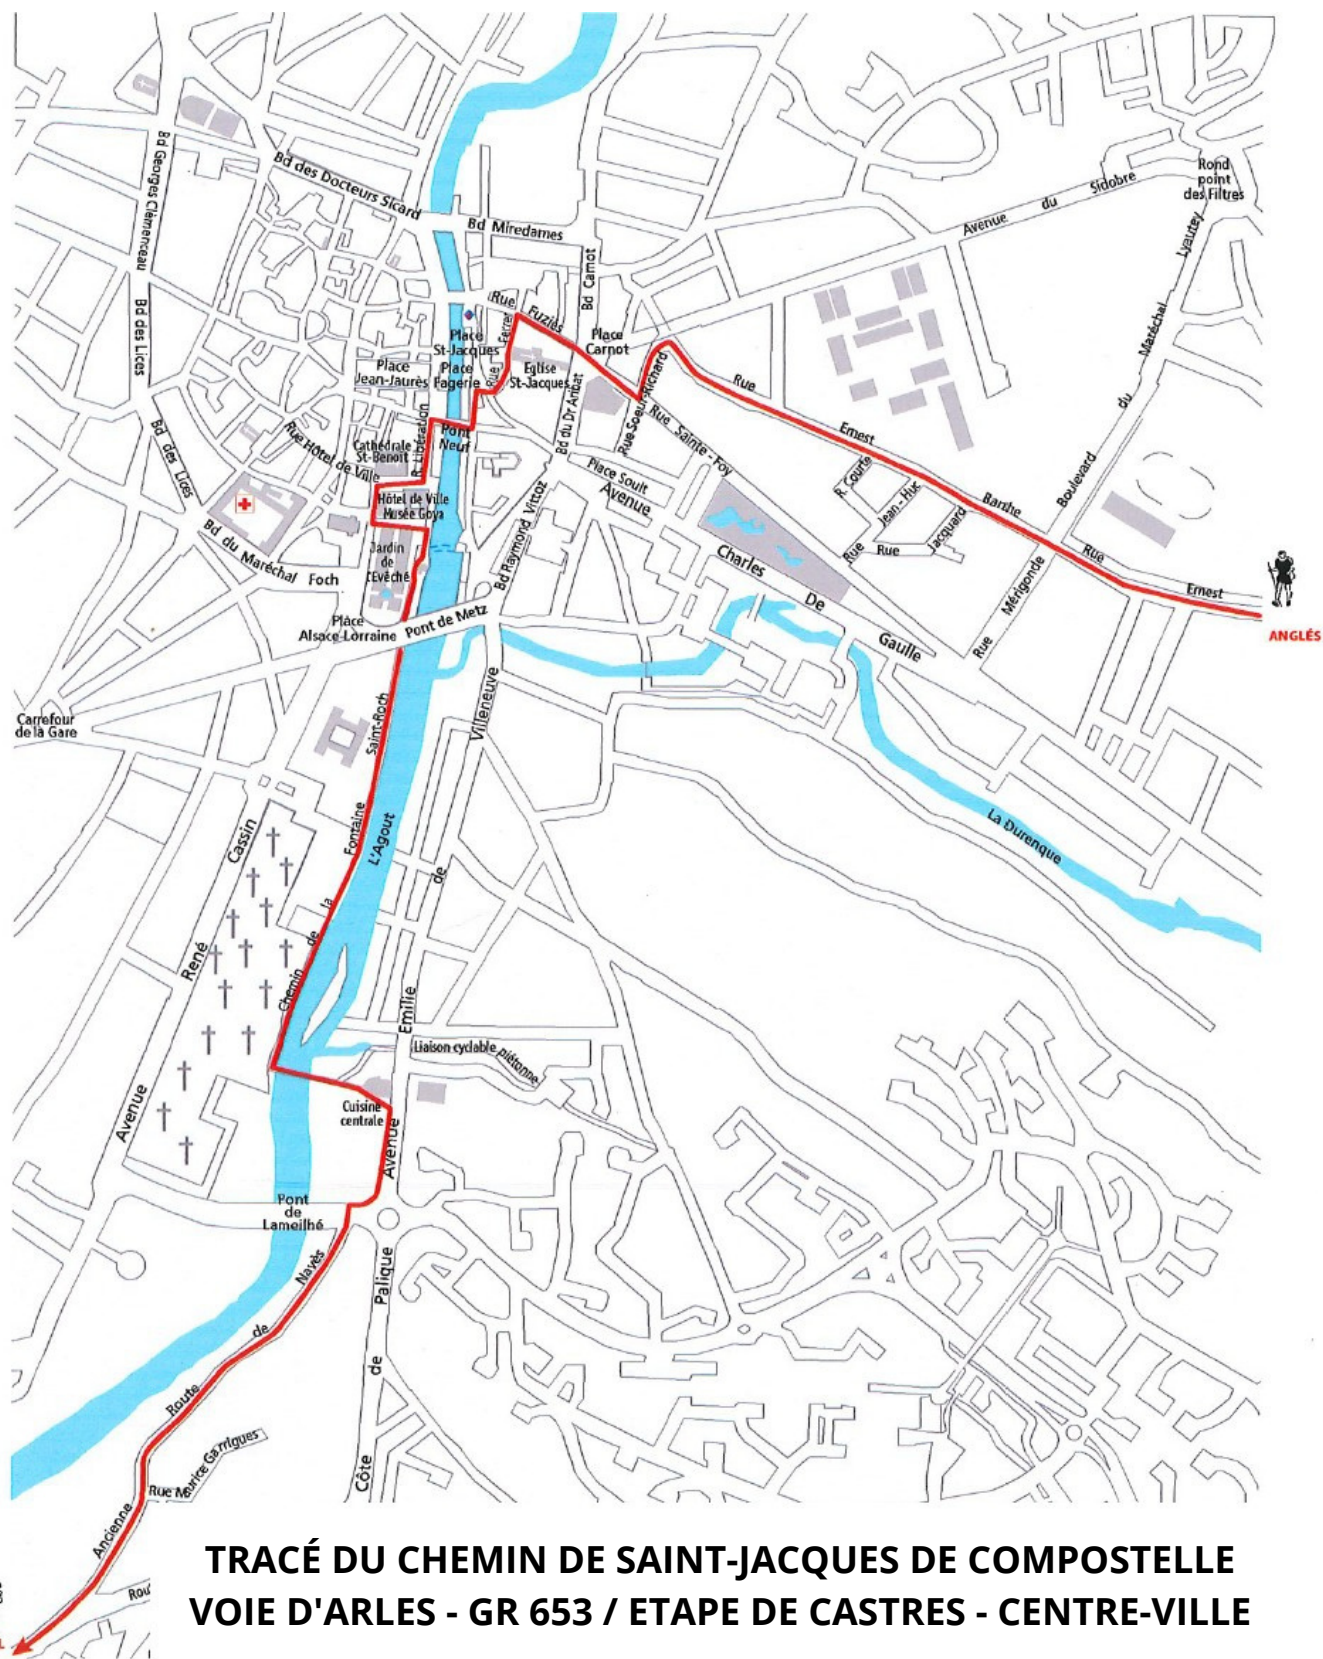 Rond
point
des Filtres
Avenue du Sidobre
Bd des Docteurs Sicard
Bd Georges Clémenceau
Bd Miredames
Lyautey
Maréchal
du
Boulevard
Bd Carnot
Rue Fuziès
Bd des Lices
Place
St-Jacques
Ferrer
Rue
Place
Carnot
Place
Jean-Jaurès
Place
Fagerie
Eglise
St-Jacques
Rue Soeur Richard
Rue Ernest Barthe
Bd du Dr Aribat
Rue Sainte-Foy
Bd des Lices
Rue Hôtel de Ville
Cathédrale
St-Benoit
R. Libération
Pont
Neuf
Place Soult
R. Courte
Jean-Huc
Rue
Rue Jacquard
Hôtel de Ville
Musée Goya
Bd Raymond Vittoz
Avenue Charles De Gaulle
Rue Ernest
Rue Mérigonde
Bd du Maréchal Foch
Jardin
de
l'Evêché
ANGLÉS
Place
Alsace-Lorraine
Pont de Metz
Carrefour
de la Gare
Chemin de la Fontaine Saint-Roch
Avenue Emilie de Villeneuve
L'Agout
La Durenque
Avenue René Cassin
Liaison cyclable piétonne
Cuisine
centrale
Pont
de
Lameilhé
Ancienne Route de Navès
Côte de Palique
Rue Maurice Garrigues
TRACÉ DU CHEMIN DE SAINT-JACQUES DE COMPOSTELLE
VOIE D'ARLES - GR 653 / ETAPE DE CASTRES - CENTRE-VILLE